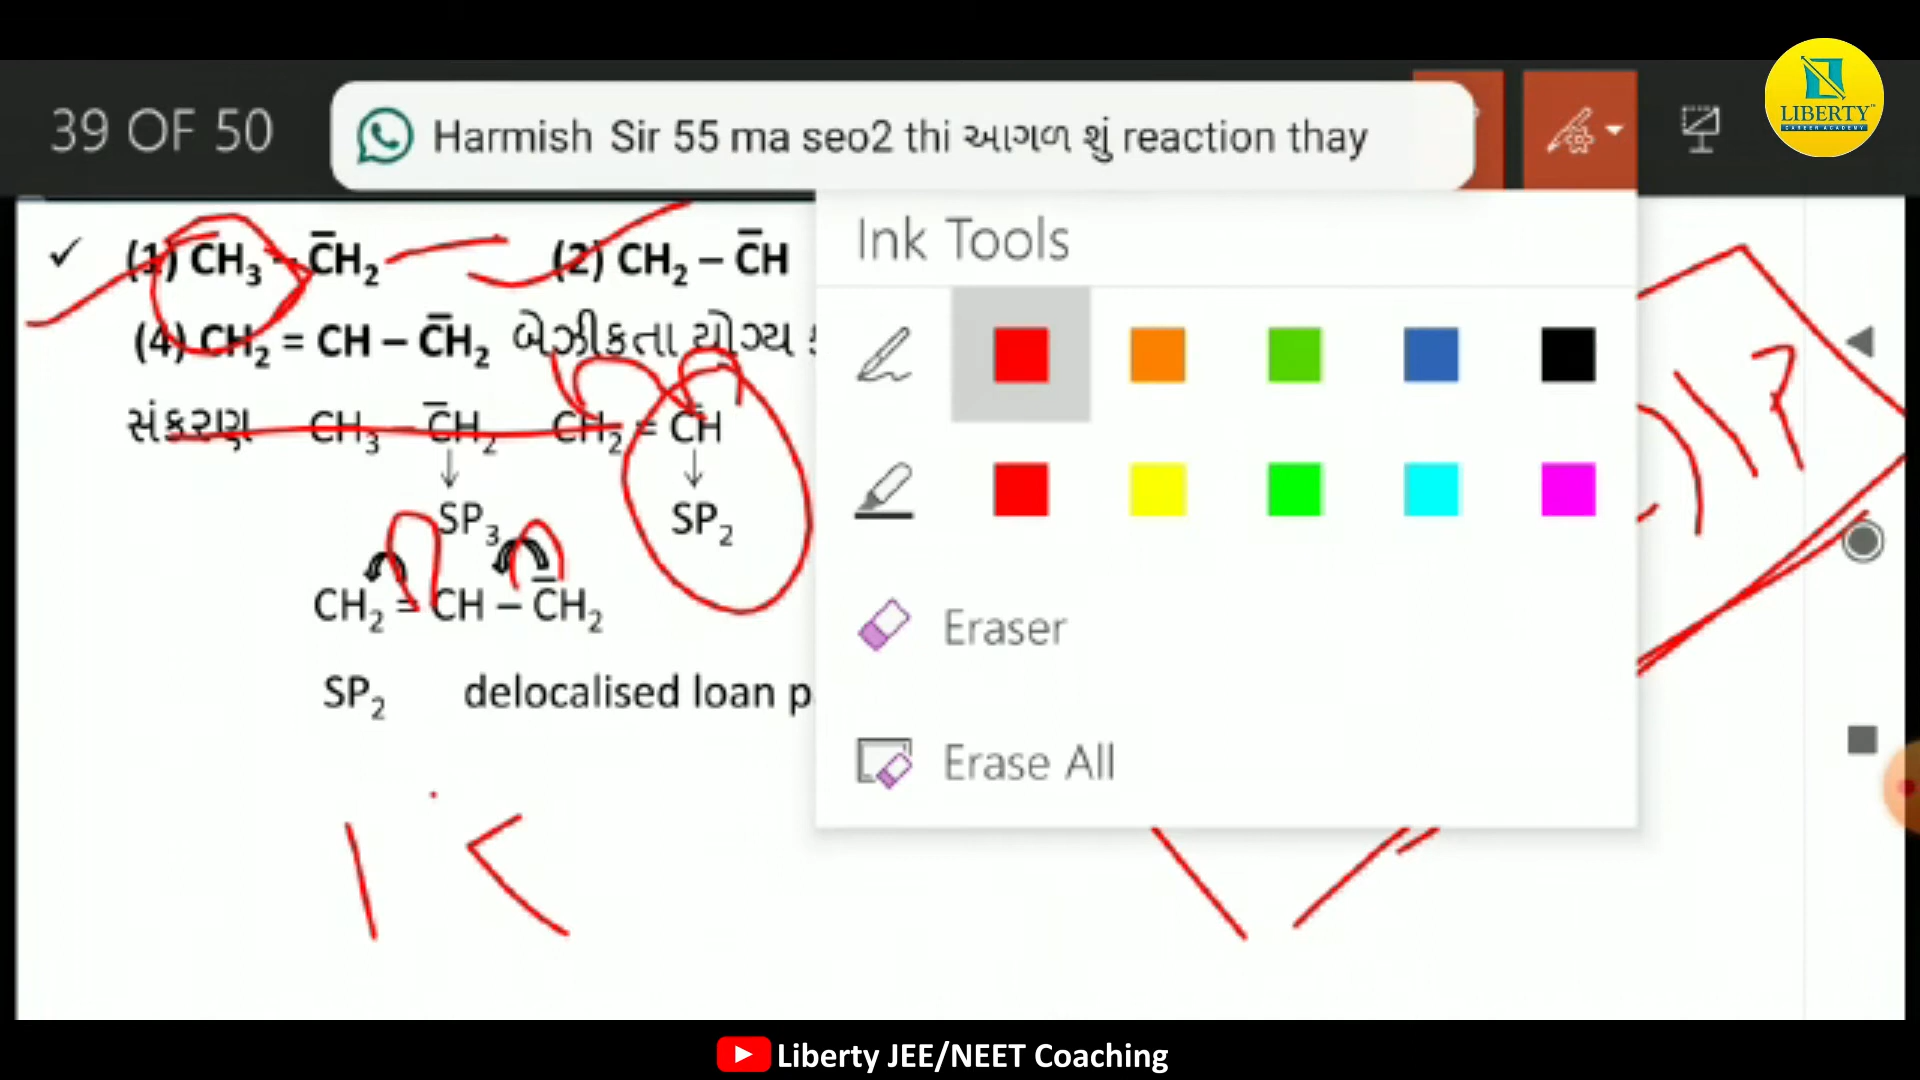 39 OF 50
Harmish Sir 55 ma seo2 thi આગળ શું reaction thay
LIBERTY
CAREER ACADEMY
Ink Tools
✓ (1) CH₃ – C̅H₂ (2) CH₂ – C̅H
(4) CH₂ = CH – C̅H₂ બેઝીકતા યોગ્ય
સંકરણ CH₃ – C̅H₂ CH₂ = C̅H
↓ ↓
SP₃ SP₂
CH₂ = CH – C̅H₂
SP₂ delocalised loan p
Eraser
Erase All
Liberty JEE/NEET Coaching